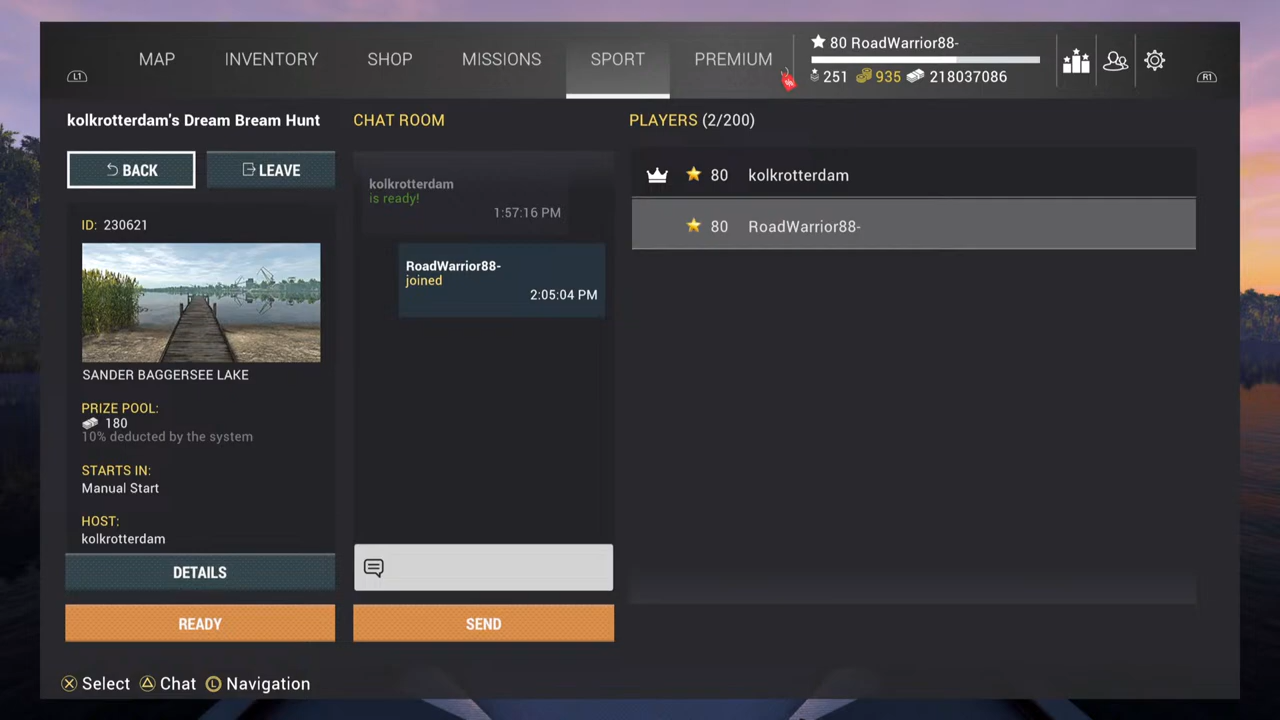 L1
MAP
INVENTORY
SHOP
MISSIONS
SPORT
PREMIUM
80 RoadWarrior88-
251 935 218037086
R1
kolkrotterdam's Dream Bream Hunt
BACK
LEAVE
ID: 230621
SANDER BAGGERSEE LAKE
PRIZE POOL:
180
10% deducted by the system
STARTS IN:
Manual Start
HOST:
kolkrotterdam
DETAILS
READY
CHAT ROOM
kolkrotterdam
is ready!
1:57:16 PM
RoadWarrior88-
joined
2:05:04 PM
SEND
PLAYERS (2/200)
80 kolkrotterdam
80 RoadWarrior88-
Select Chat L Navigation